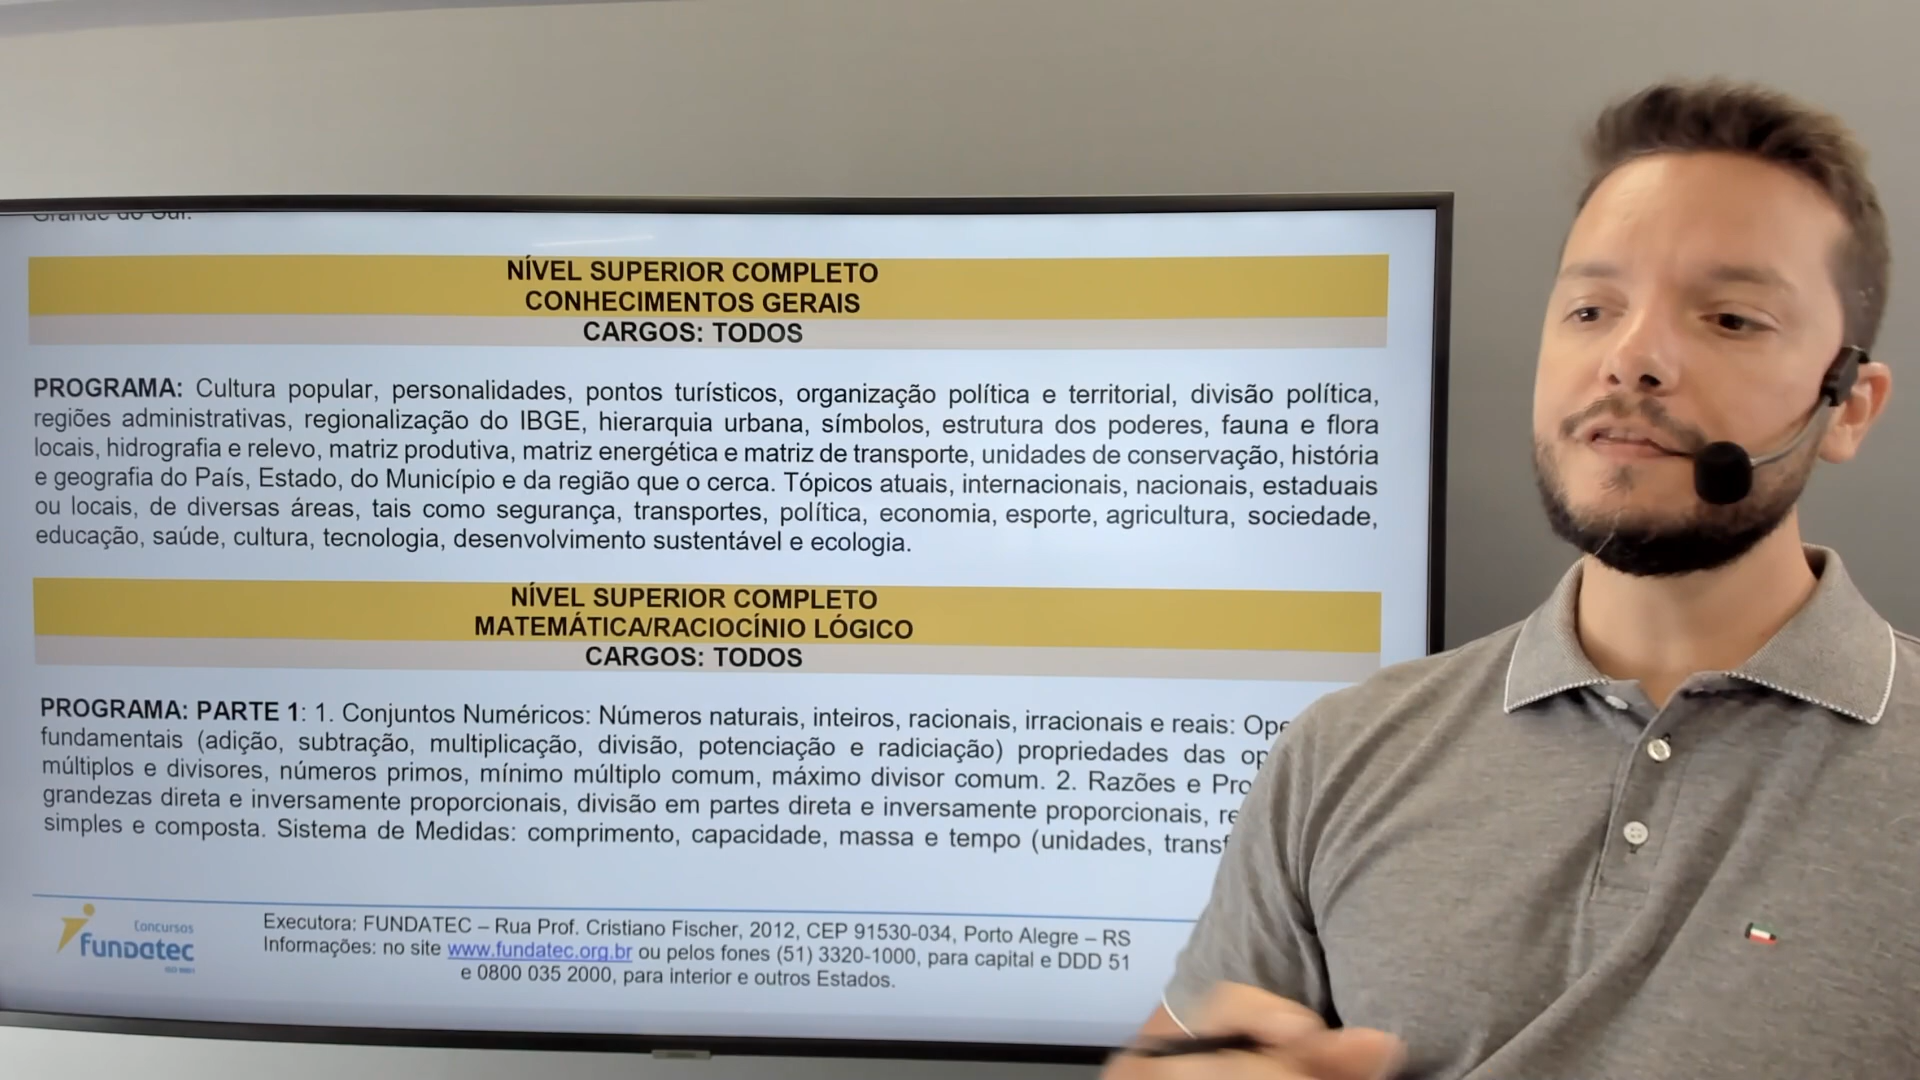 Grande do Sul.
NÍVEL SUPERIOR COMPLETO
CONHECIMENTOS GERAIS
CARGOS: TODOS
PROGRAMA: Cultura popular, personalidades, pontos turísticos, organização política e territorial, divisão política,
regiões administrativas, regionalização do IBGE, hierarquia urbana, símbolos, estrutura dos poderes, fauna e flora
locais, hidrografia e relevo, matriz produtiva, matriz energética e matriz de transporte, unidades de conservação, história
e geografia do País, Estado, do Município e da região que o cerca. Tópicos atuais, internacionais, nacionais, estaduais
ou locais, de diversas áreas, tais como segurança, transportes, política, economia, esporte, agricultura, sociedade,
educação, saúde, cultura, tecnologia, desenvolvimento sustentável e ecologia.
NÍVEL SUPERIOR COMPLETO
MATEMÁTICA/RACIOCÍNIO LÓGICO
CARGOS: TODOS
PROGRAMA: PARTE 1: 1. Conjuntos Numéricos: Números naturais, inteiros, racionais, irracionais e reais: Ope
fundamentais (adição, subtração, multiplicação, divisão, potenciação e radiciação) propriedades das op
múltiplos e divisores, números primos, mínimo múltiplo comum, máximo divisor comum. 2. Razões e Pro
grandezas direta e inversamente proporcionais, divisão em partes direta e inversamente proporcionais, re
simples e composta. Sistema de Medidas: comprimento, capacidade, massa e tempo (unidades, transf
Concursos
Fundatec
Executora: FUNDATEC – Rua Prof. Cristiano Fischer, 2012, CEP 91530-034, Porto Alegre – RS
Informações: no site www.fundatec.org.br ou pelos fones (51) 3320-1000, para capital e DDD 51
e 0800 035 2000, para interior e outros Estados.